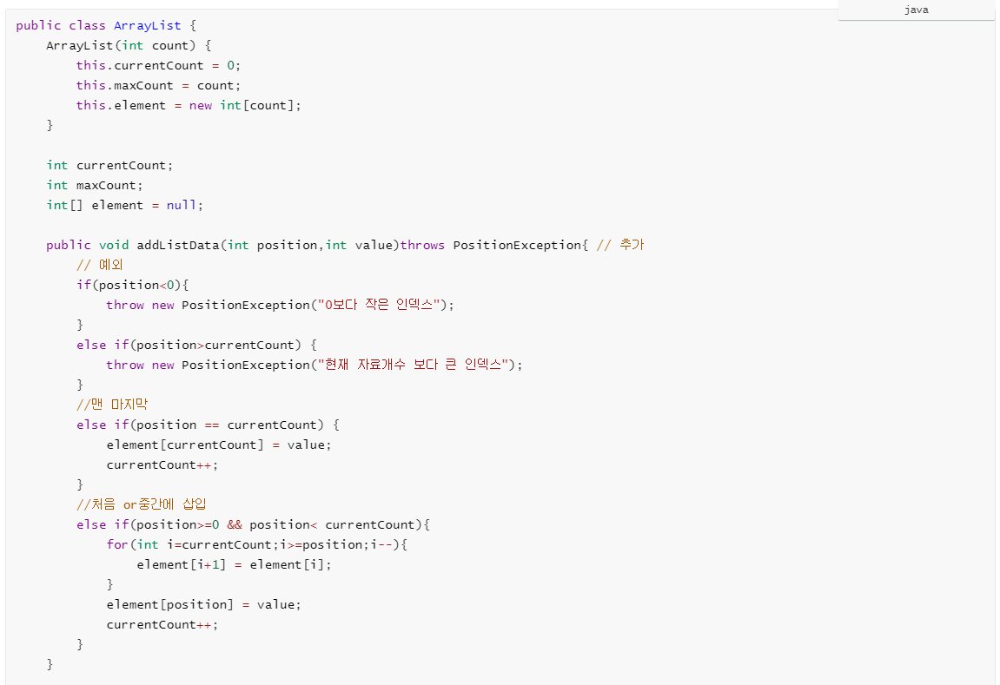 java
public class ArrayList {
    ArrayList(int count) {
        this.currentCount = 0;
        this.maxCount = count;
        this.element = new int[count];
    }

    int currentCount;
    int maxCount;
    int[] element = null;

    public void addListData(int position,int value)throws PositionException{ // 추가
        // 예외
        if(position<0){
            throw new PositionException("0보다 작은 인덱스");
        }
        else if(position>currentCount) {
            throw new PositionException("현재 자료개수 보다 큰 인덱스");
        }
        //맨 마지막
        else if(position == currentCount) {
            element[currentCount] = value;
            currentCount++;
        }
        //처음 or중간에 삽입
        else if(position>=0 && position< currentCount){
            for(int i=currentCount;i>=position;i--){
                element[i+1] = element[i];
            }
            element[position] = value;
            currentCount++;
        }
    }